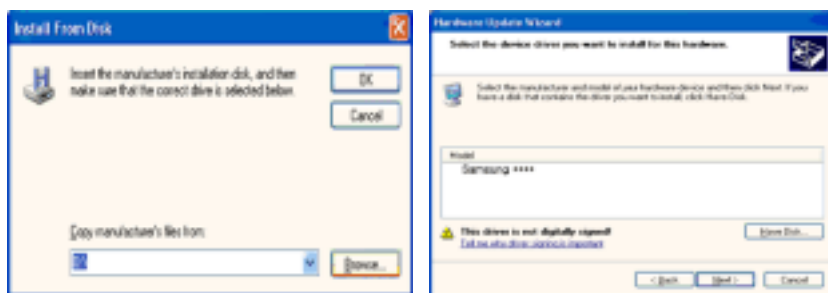 Install From Disk
Insert the manufacturer's installation disk, and then
make sure that the correct drive is selected below.
OK
Cancel
Copy manufacturer's files from:
Browse...
Hardware Update Wizard
Select the device driver you want to install for this hardware.
Select the manufacturer and model of your hardware device and then click Next. If you
have a disk that contains the driver you want to install, click Have Disk.
Model
Samsung ****
This driver is not digitally signed!
Tell me why driver signing is important
Have Disk...
< Back
Next >
Cancel